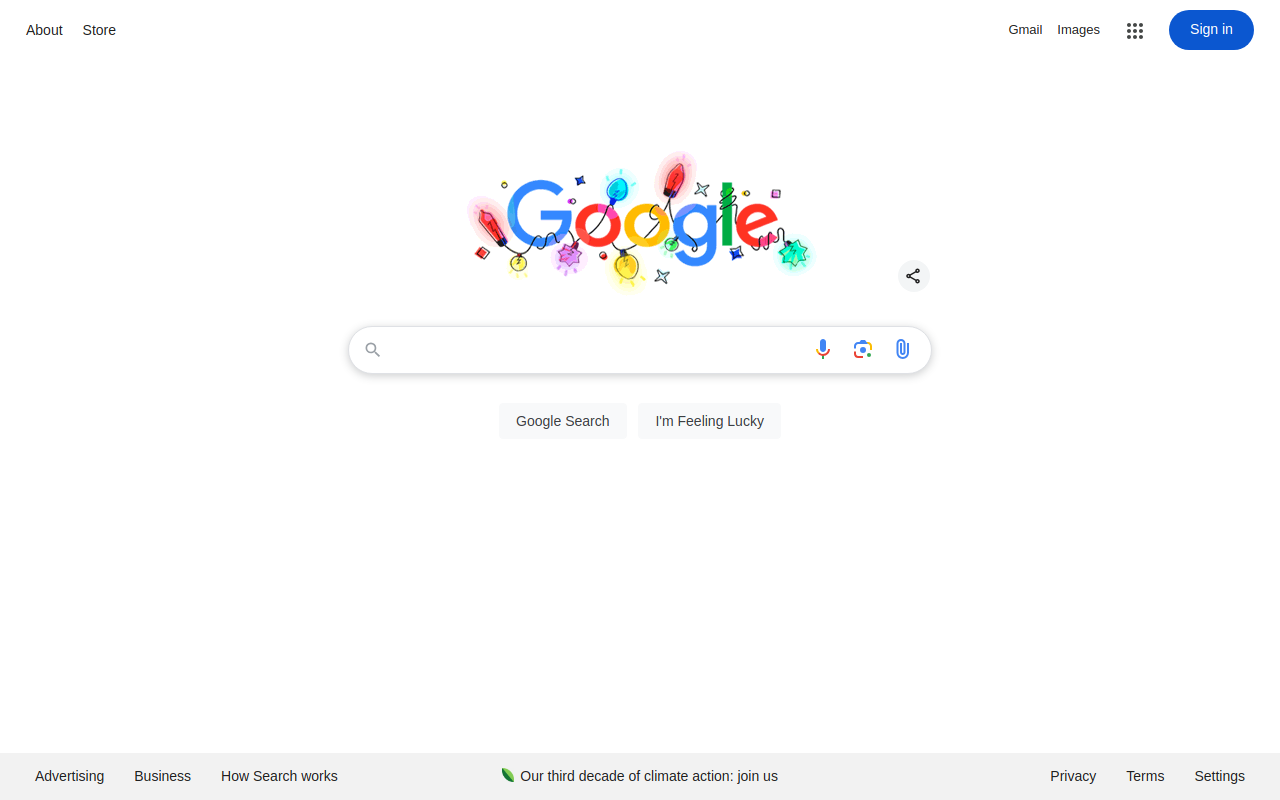 About Store
Gmail Images Sign in
Google
Google Search I'm Feeling Lucky
Advertising Business How Search works
Our third decade of climate action: join us
Privacy Terms Settings